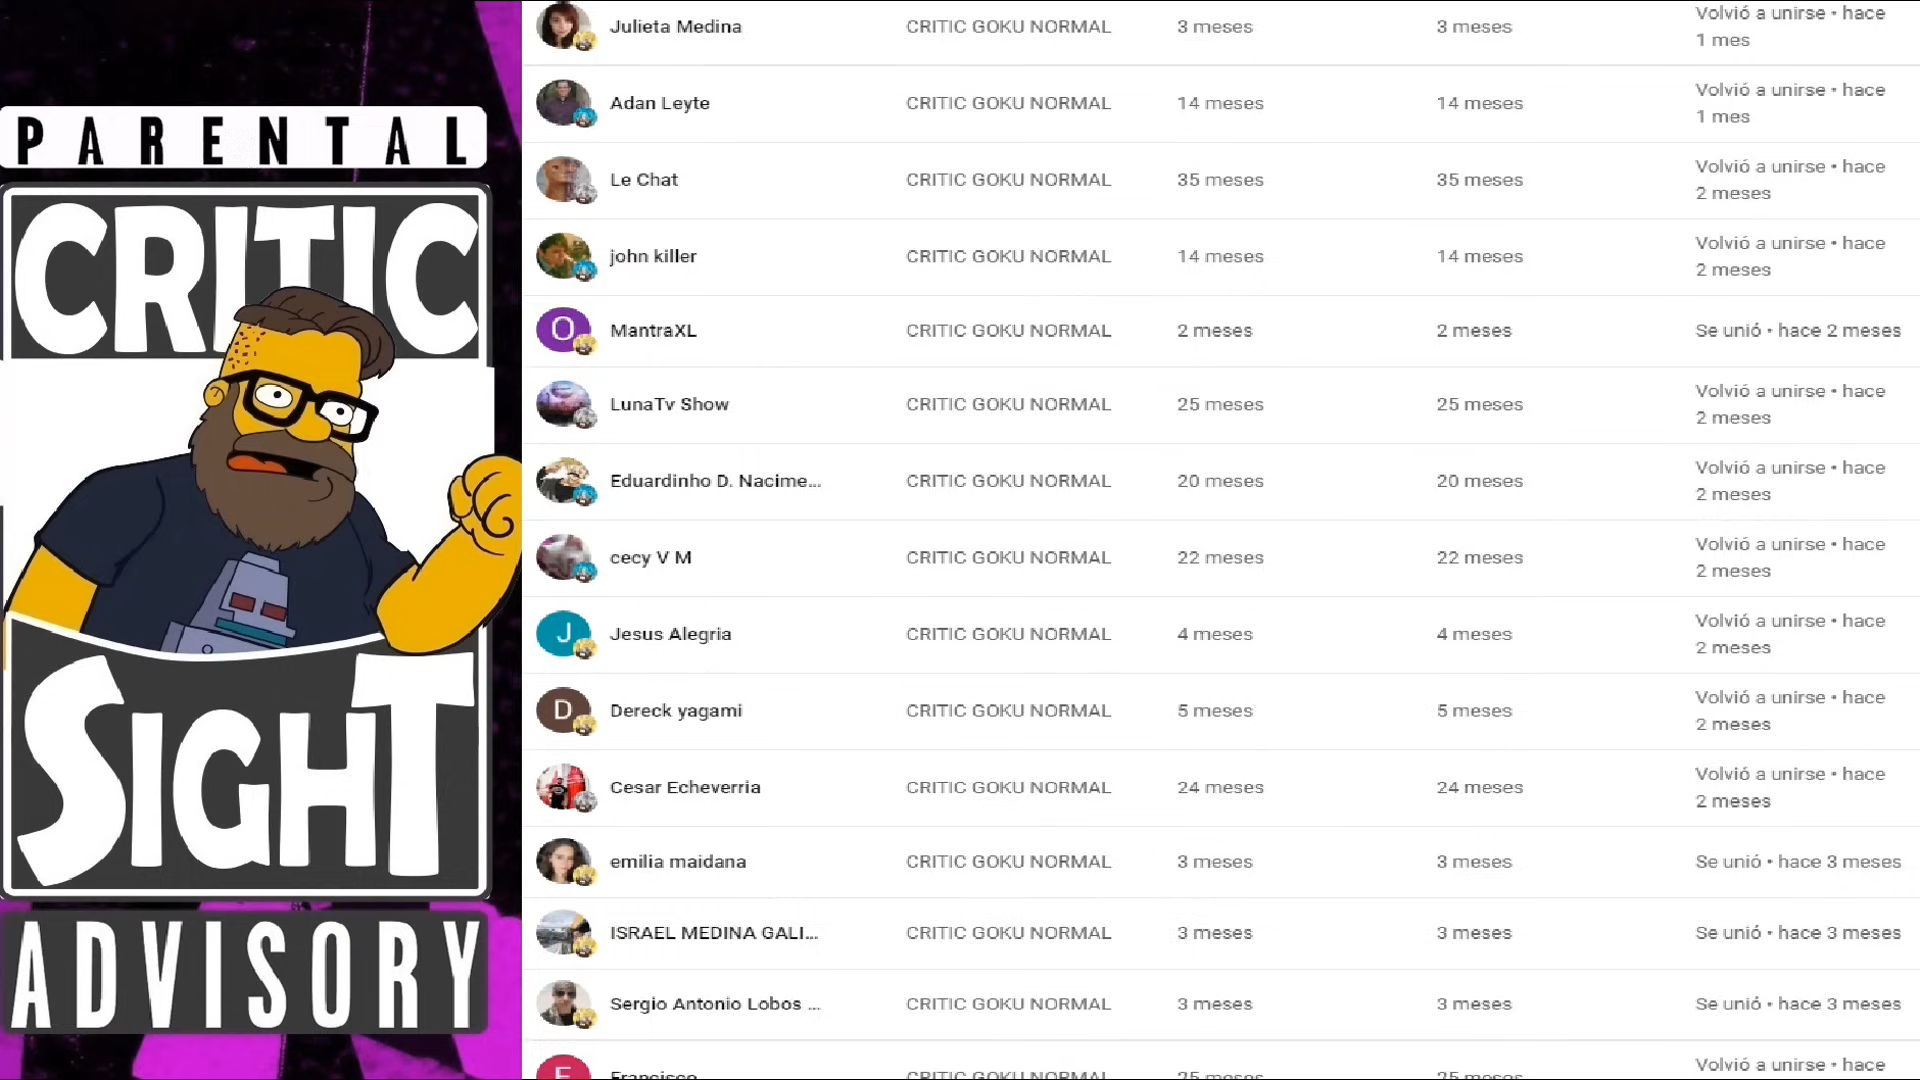 PARENTAL
CRITIC
SIGHT
ADVISORY
Julieta Medina CRITIC GOKU NORMAL 3 meses 3 meses Volvió a unirse • hace
1 mes
Adan Leyte CRITIC GOKU NORMAL 14 meses 14 meses Volvió a unirse • hace
1 mes
Le Chat CRITIC GOKU NORMAL 35 meses 35 meses Volvió a unirse • hace
2 meses
john killer CRITIC GOKU NORMAL 14 meses 14 meses Volvió a unirse • hace
2 meses
O MantraXL CRITIC GOKU NORMAL 2 meses 2 meses Se unió • hace 2 meses
LunaTv Show CRITIC GOKU NORMAL 25 meses 25 meses Volvió a unirse • hace
2 meses
Eduardinho D. Nacime... CRITIC GOKU NORMAL 20 meses 20 meses Volvió a unirse • hace
2 meses
cecy V M CRITIC GOKU NORMAL 22 meses 22 meses Volvió a unirse • hace
2 meses
J Jesus Alegria CRITIC GOKU NORMAL 4 meses 4 meses Volvió a unirse • hace
2 meses
D Dereck yagami CRITIC GOKU NORMAL 5 meses 5 meses Volvió a unirse • hace
2 meses
Cesar Echeverria CRITIC GOKU NORMAL 24 meses 24 meses Volvió a unirse • hace
2 meses
emilia maidana CRITIC GOKU NORMAL 3 meses 3 meses Se unió • hace 3 meses
ISRAEL MEDINA GALI... CRITIC GOKU NORMAL 3 meses 3 meses Se unió • hace 3 meses
Sergio Antonio Lobos ... CRITIC GOKU NORMAL 3 meses 3 meses Se unió • hace 3 meses
F Francisco CRITIC GOKU NORMAL 25 meses 25 meses Volvió a unirse • hace